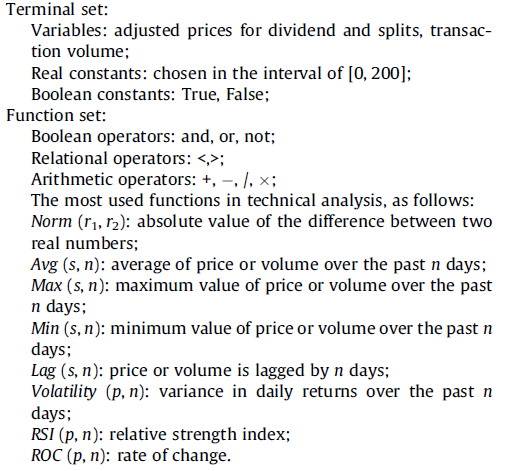 Terminal set:
Variables: adjusted prices for dividend and splits, transac-
tion volume;
Real constants: chosen in the interval of [0, 200];
Boolean constants: True, False;
Function set:
Boolean operators: and, or, not;
Relational operators: <,>;
Arithmetic operators: +, −, /, ×;
The most used functions in technical analysis, as follows:
Norm (r₁, r₂): absolute value of the difference between two
real numbers;
Avg (s, n): average of price or volume over the past n days;
Max (s, n): maximum value of price or volume over the past
n days;
Min (s, n): minimum value of price or volume over the past n
days;
Lag (s, n): price or volume is lagged by n days;
Volatility (p, n): variance in daily returns over the past n
days;
RSI (p, n): relative strength index;
ROC (p, n): rate of change.